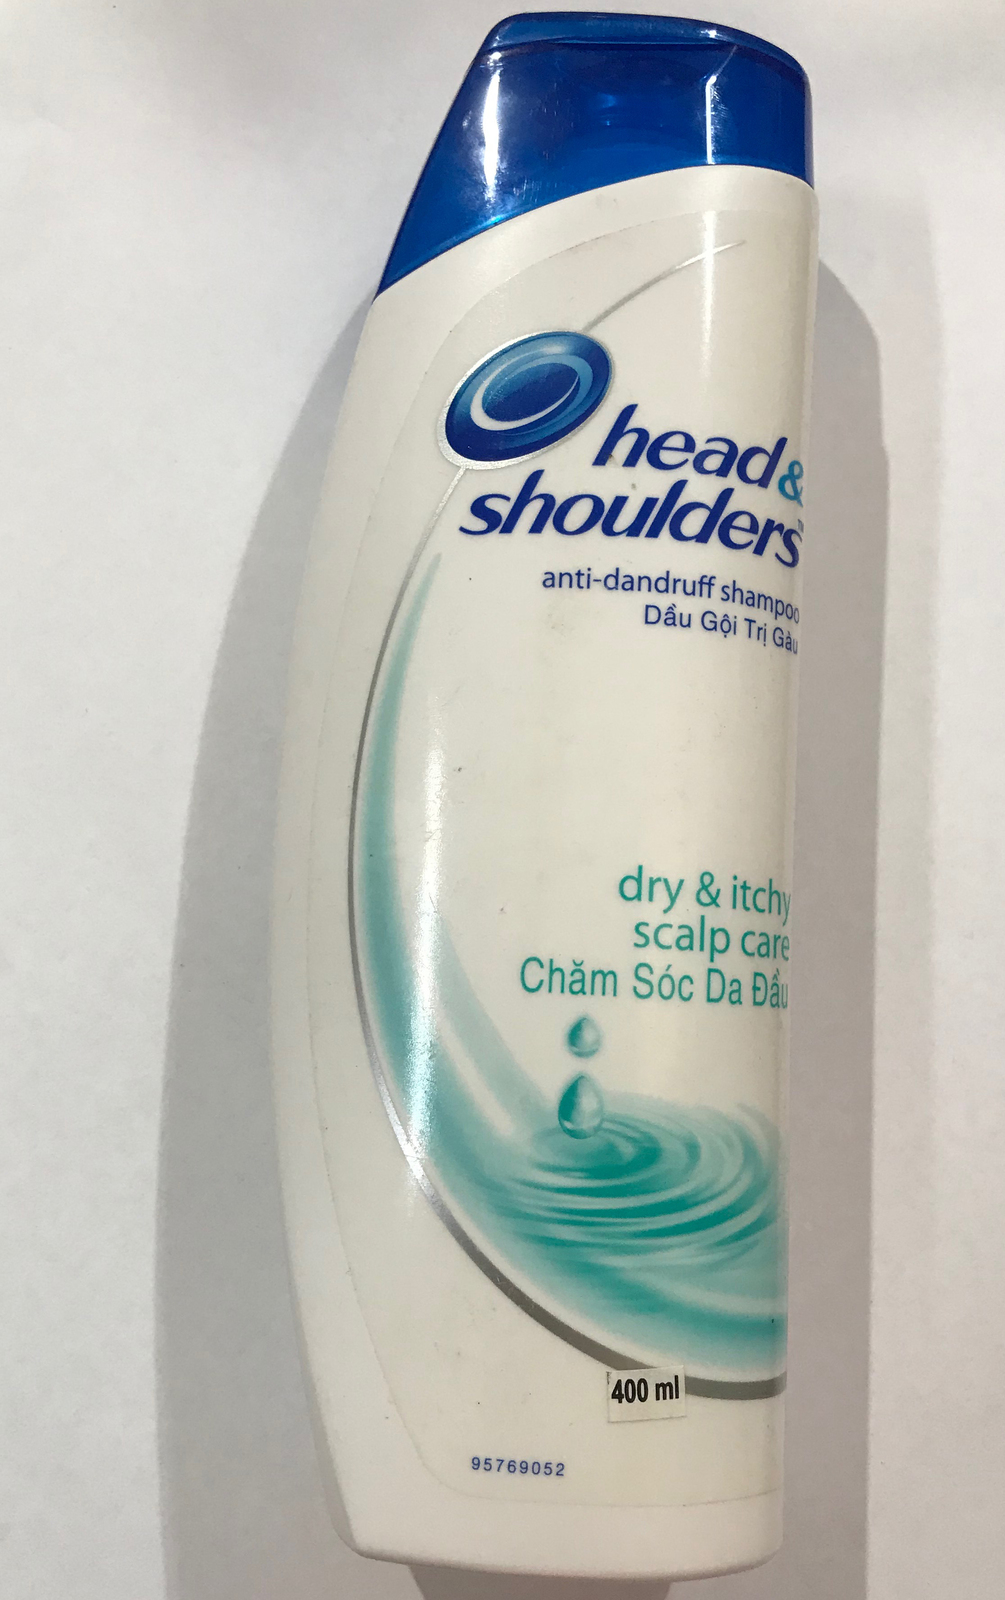 head &
shoulders™
anti-dandruff shampoo
Dầu Gội Trị Gàu
dry & itchy
scalp care
Chăm Sóc Da Đầu
400 ml
95769052